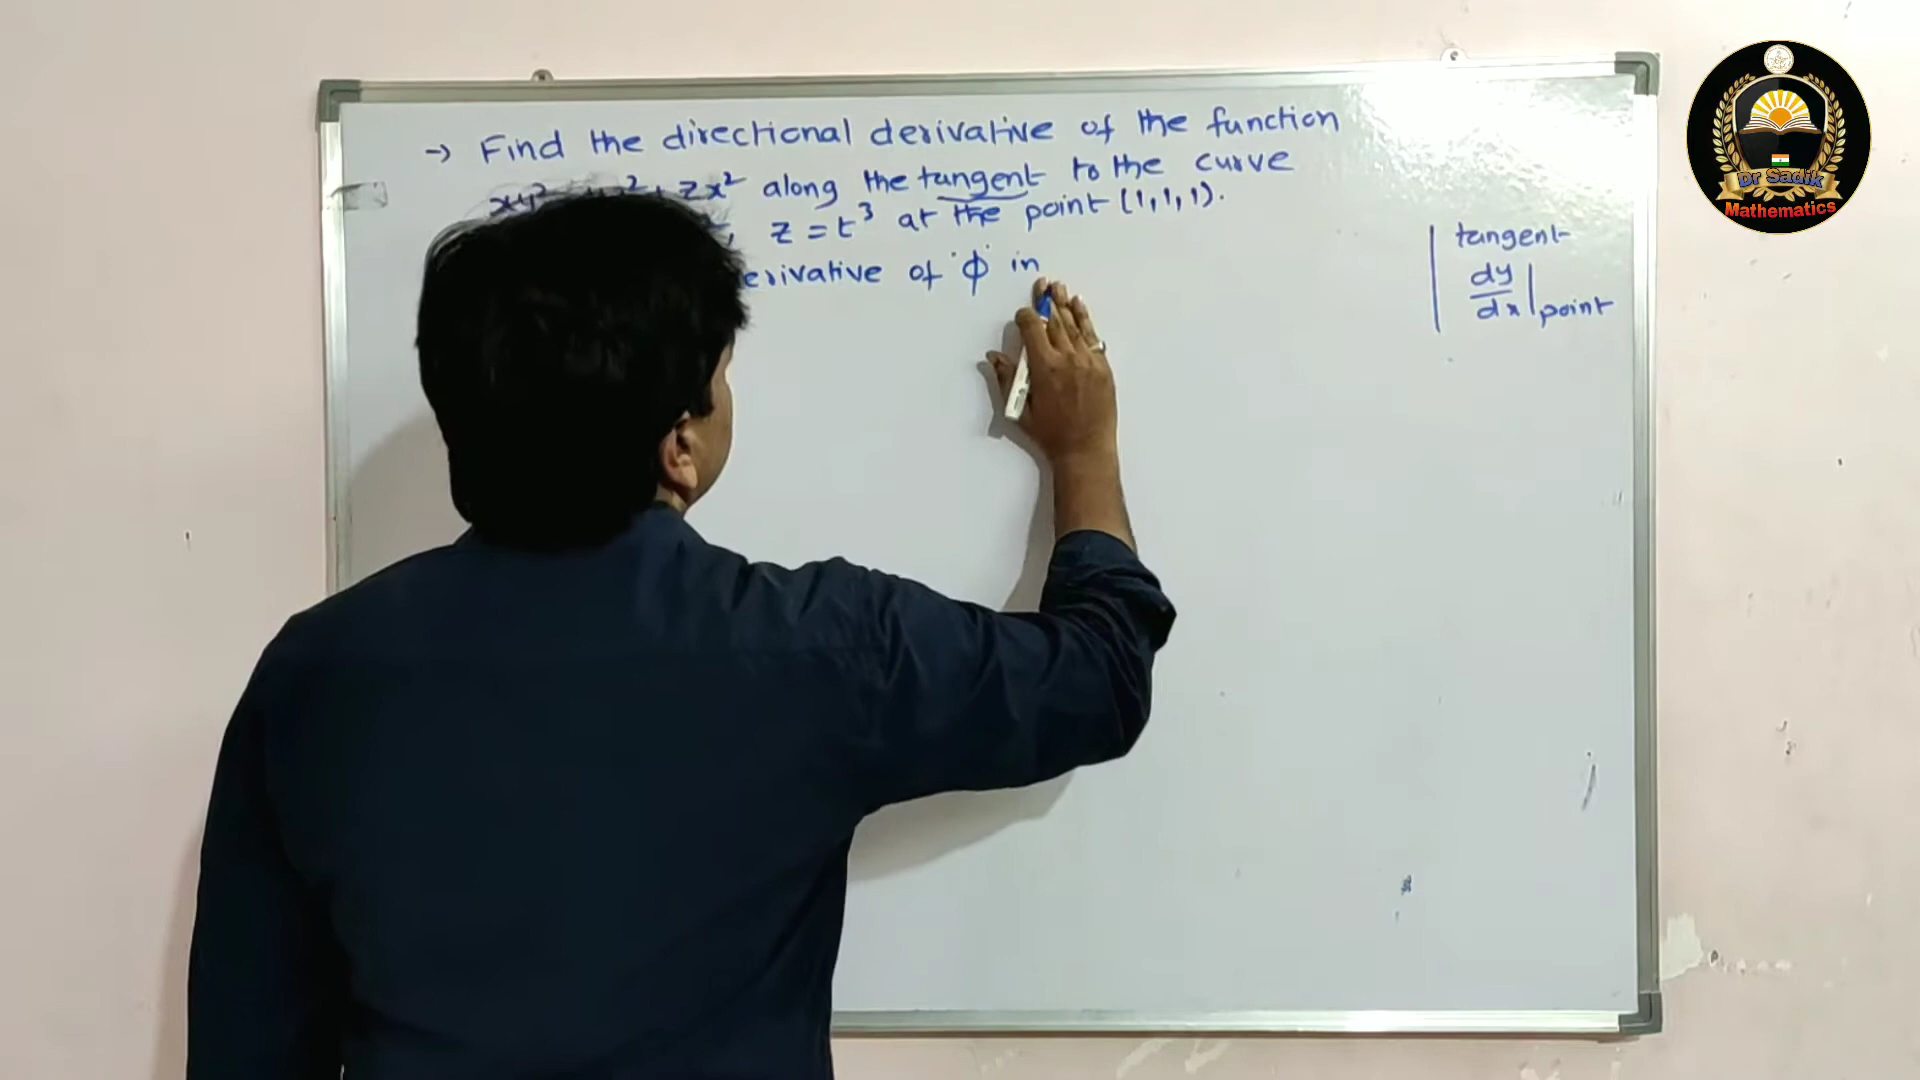 → Find the directional derivative of the function
zx² along the tangent to the curve
z = t³ at the point (1,1,1).
erivative of 'ϕ' in
tangent
dy
dx
point
Dr Sadik
Mathematics